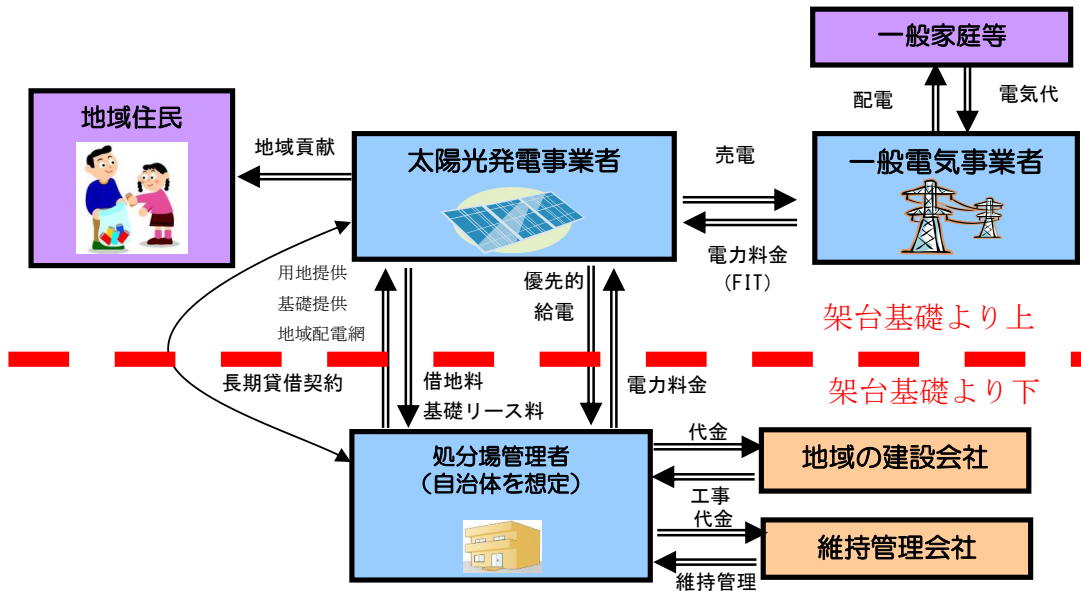 一般家庭等
配電
電気代
地域住民
地域貢献
太陽光発電事業者
売電
一般電気事業者
電力料金
(FIT)
用地提供
基礎提供
地域配電網
優先的
給電
架台基礎より上
長期貸借契約
借地料
基礎リース料
電力料金
架台基礎より下
処分場管理者
（自治体を想定）
代金
地域の建設会社
工事
代金
維持管理会社
維持管理